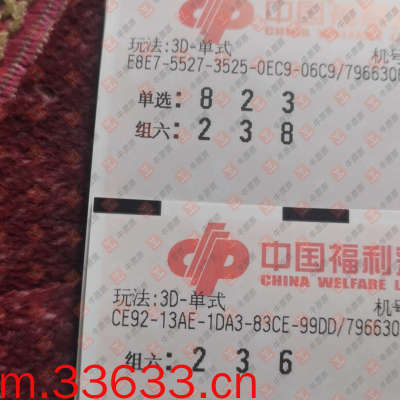 中国福利
玩法:3D-单式 机号
E8E7-5527-3525-0EC9-06C9/796630
单选: 8 2 3
组六: 2 3 8
中国福利
CHINA WELFARE L
玩法:3D-单式 机号
CE92-13AE-1DA3-83CE-99DD/796630
组六: 2 3 6
m.33633.cn